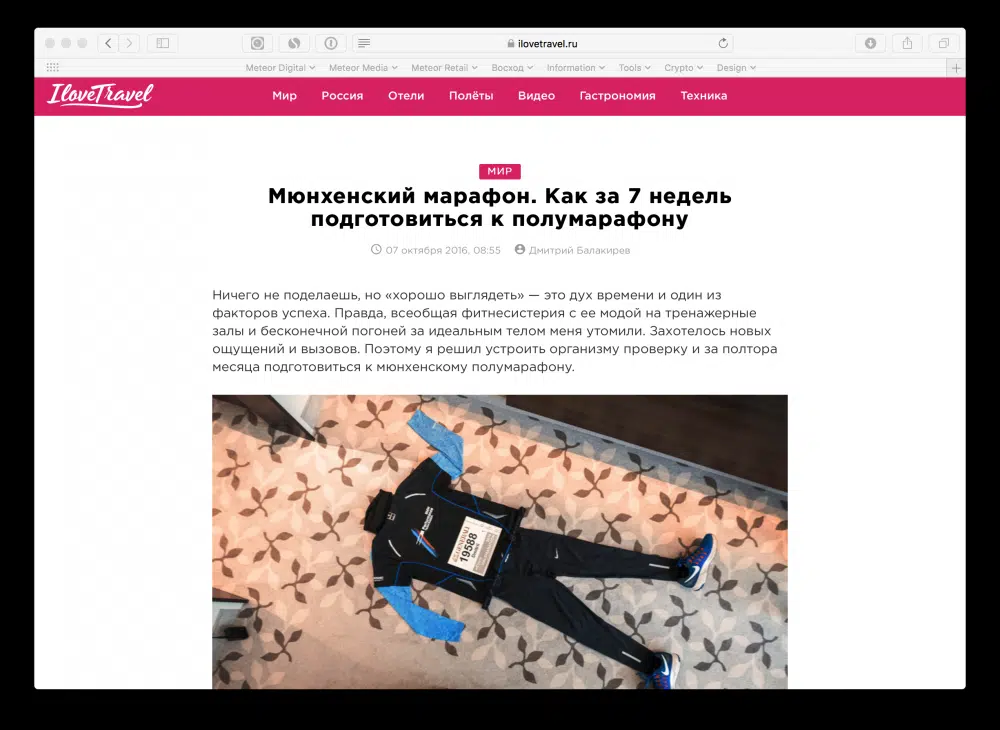 ilovetravel.ru
Meteor Digital Meteor Media Meteor Retail Восход Information Tools Crypto Design
IloveTravel Мир Россия Отели Полёты Видео Гастрономия Техника
МИР
Мюнхенский марафон. Как за 7 недель
подготовиться к полумарафону
07 октября 2016, 08:55 Дмитрий Балакирев
Ничего не поделаешь, но «хорошо выглядеть» — это дух времени и один из
факторов успеха. Правда, всеобщая фитнесистерия с ее модой на тренажерные
залы и бесконечной погоней за идеальным телом меня утомили. Захотелось новых
ощущений и вызовов. Поэтому я решил устроить организму проверку и за полтора
месяца подготовиться к мюнхенскому полумарафону.
19588